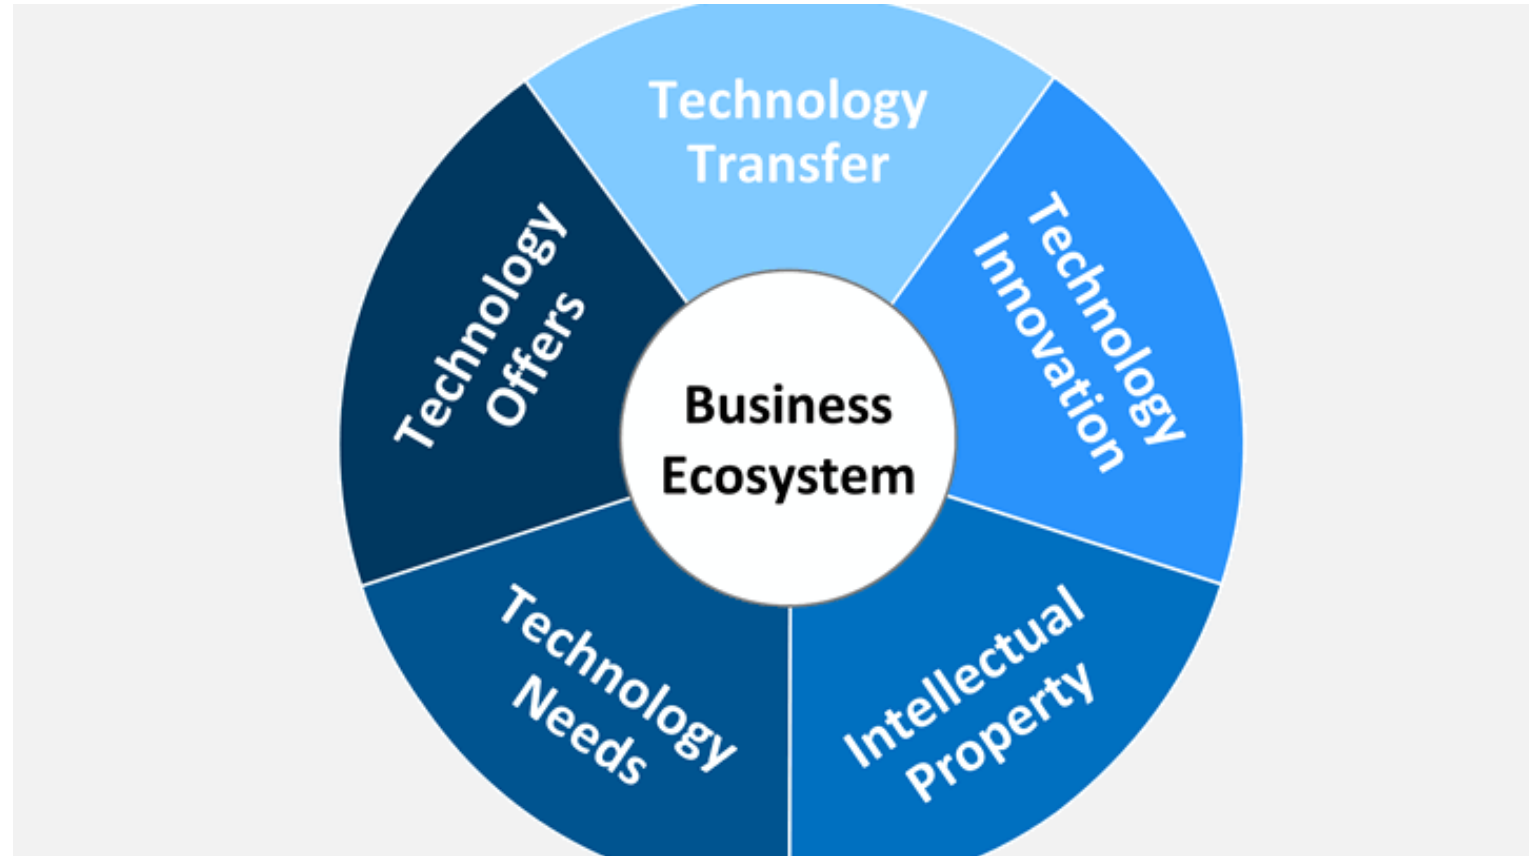 Technology
Transfer
Technology
Innovation
Intellectual
Property
Technology
Needs
Technology
Offers
Business
Ecosystem